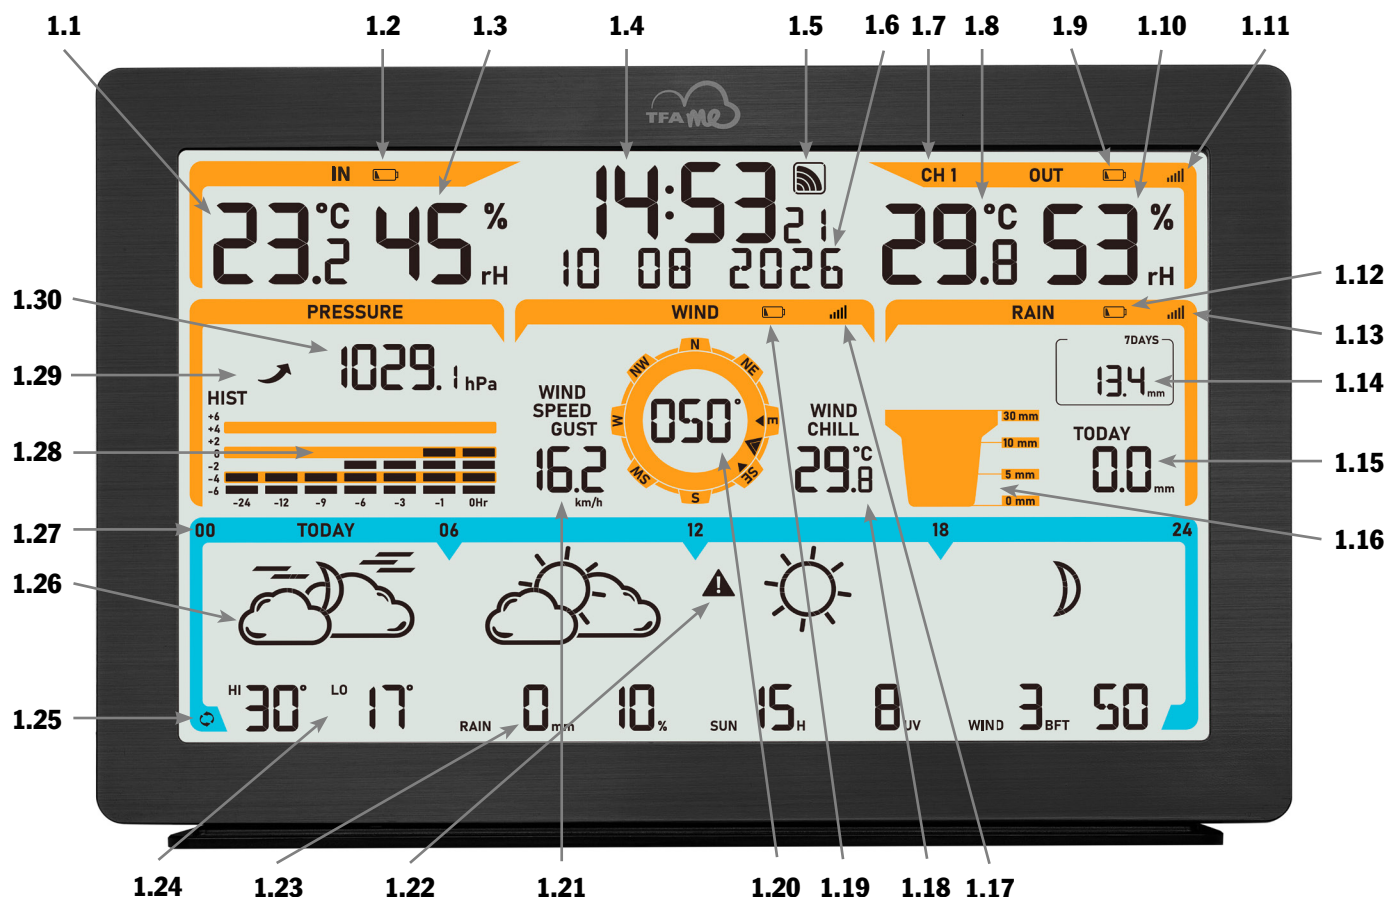 1.1 1.2 1.3 1.4 1.5 1.6 1.7 1.8 1.9 1.10 1.11
TFA me
IN
14:53 21
CH 1 OUT
23.2 °C 45 % rH
10 08 2026
29.8 °C 53 % rH
1.30
PRESSURE
WIND
RAIN
1.12
1.13
1029.1 hPa
7DAYS
13.4 mm
1.14
1.29
HIST
+6
+4
+2
0
-2
-4
-6
-24 -12 -9 -6 -3 -1 0Hr
1.28
WIND
SPEED
GUST
16.2
km/h
N
NE
E
SE
S
SW
W
NW
050°
WIND
CHILL
29.8 °C
30 mm
10 mm
5 mm
0 mm
TODAY
0.0 mm
1.15
1.16
1.27
00 TODAY 06 12 18 24
1.26
HI 30° LO 17° RAIN 0 mm 10 % SUN 15 H 8 UV WIND 3 BFT 50
1.25
1.24 1.23 1.22 1.21 1.20 1.19 1.18 1.17